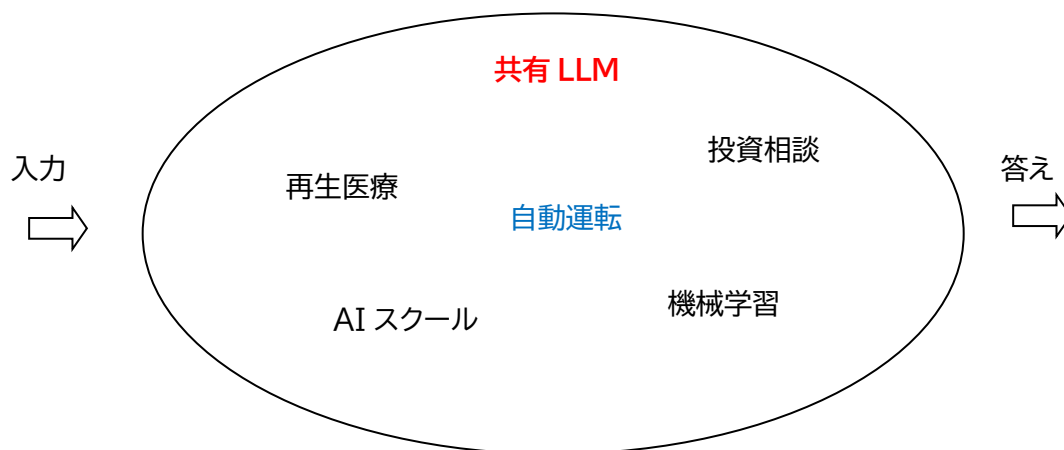 共有 LLM
入力
投資相談
答え
再生医療
自動運転
機械学習
AI スクール